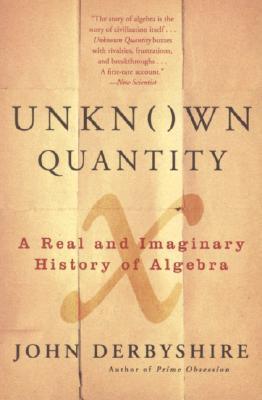 "The story of algebra is the
story of civilization itself . . .
Unknown Quantity buzzes
with rivalries, frustrations,
and breakthroughs . . .
A first-rate account."
—New Scientist
UNKN()WN
QUANTITY
x
A Real and Imaginary
History of Algebra
JOHN DERBYSHIRE
Author of Prime Obsession